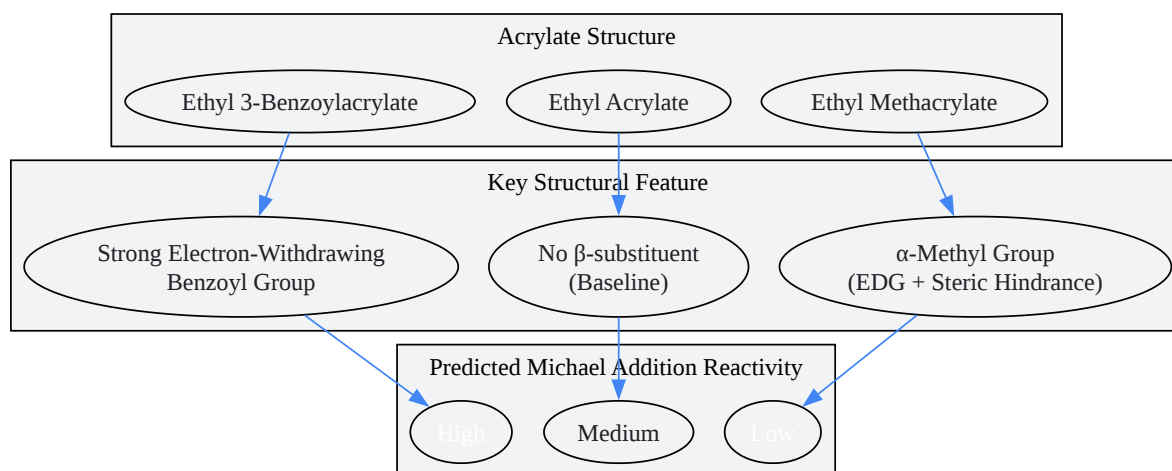 Acrylate Structure
Ethyl 3-Benzoylacrylate
Ethyl Acrylate
Ethyl Methacrylate
Key Structural Feature
Strong Electron-Withdrawing
Benzoyl Group
No β-substituent
(Baseline)
α-Methyl Group
(EDG + Steric Hindrance)
Predicted Michael Addition Reactivity
High
Medium
Low